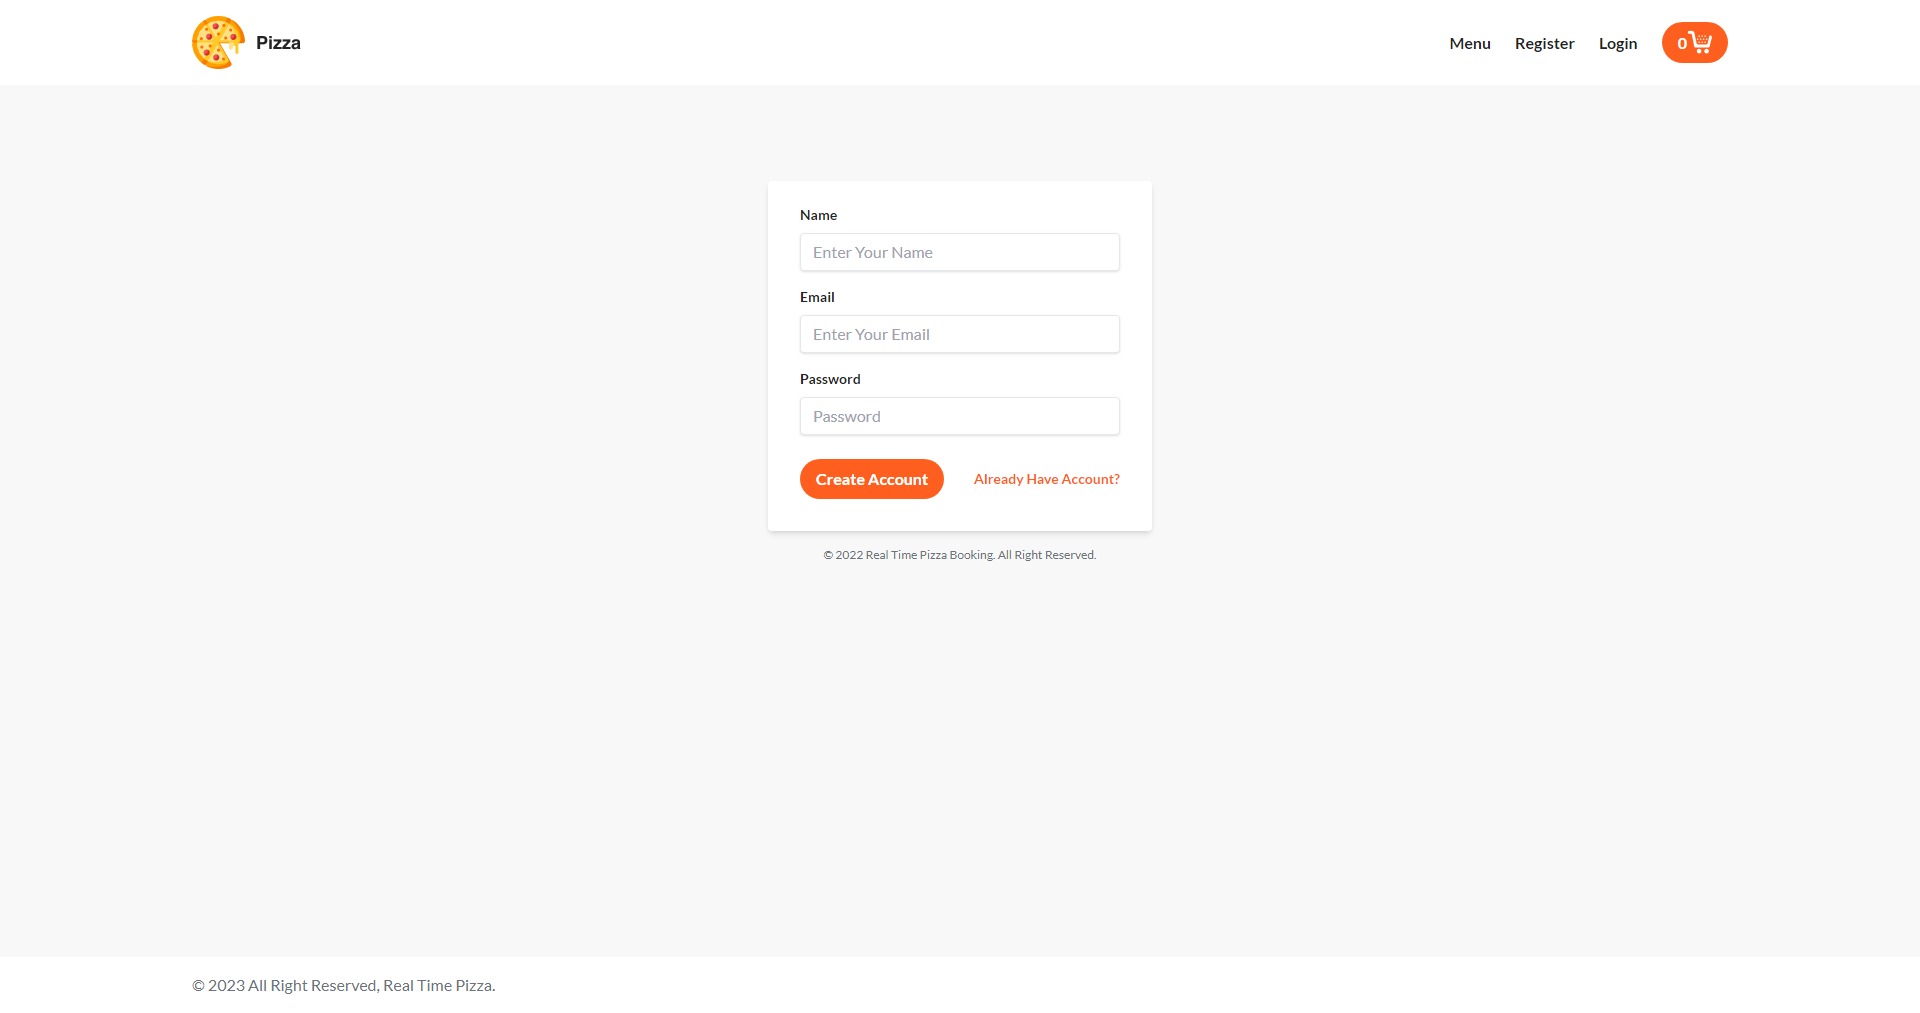 Pizza
Menu Register Login 0
Name
Enter Your Name
Email
Enter Your Email
Password
Password
Create Account Already Have Account?
© 2022 Real Time Pizza Booking. All Right Reserved.
© 2023 All Right Reserved, Real Time Pizza.